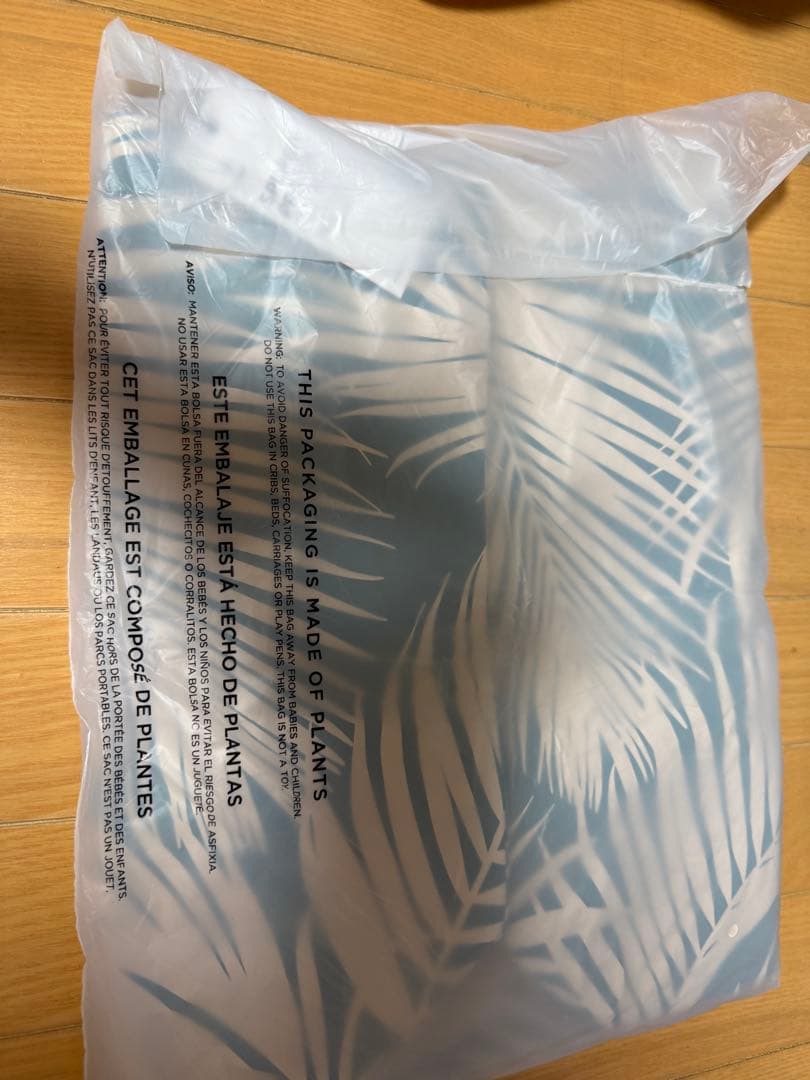 THIS PACKAGING IS MADE OF PLANTS
WARNING: TO AVOID DANGER OF SUFFOCATION, KEEP THIS BAG AWAY FROM BABIES AND CHILDREN.
DO NOT USE THIS BAG IN CRIBS, BEDS, CARRIAGES OR PLAY PENS. THIS BAG IS NOT A TOY.
ESTE EMBALAJE ESTÁ HECHO DE PLANTAS
AVISO: MANTENER ESTA BOLSA FUERA DEL ALCANCE DE LOS BEBÉS Y LOS NIÑOS PARA EVITAR EL RIESGO DE ASFIXIA.
NO USAR ESTA BOLSA EN CUNAS, COCHECITOS O CORRALITOS. ESTA BOLSA NO ES UN JUGUETE.
CET EMBALLAGE EST COMPOSÉ DE PLANTES
ATTENTION: POUR ÉVITER TOUT RISQUE D'ETOUFFEMENT, GARDEZ CE SAC HORS DE LA PORTÉE DES BÉBÉS ET DES ENFANTS.
N'UTILISEZ PAS CE SAC DANS LES LITS D'ENFANT, LES LANDAUS OU LES PARCS PORTABLES. CE SAC N'EST PAS UN JOUET.